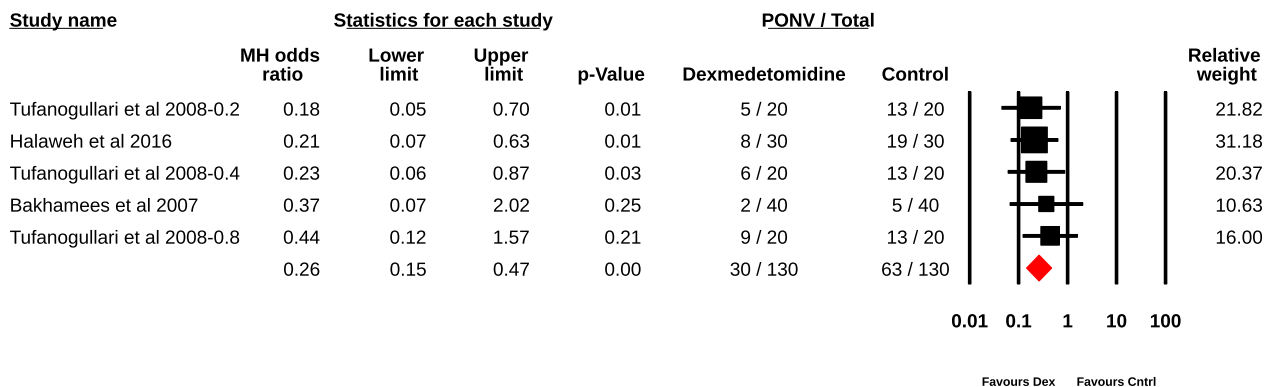 Study name Statistics for each study PONV / Total
MH odds ratio Lower limit Upper limit p-Value Dexmedetomidine Control Relative weight
Tufanogullari et al 2008-0.2 0.18 0.05 0.70 0.01 5 / 20 13 / 20 21.82
Halaweh et al 2016 0.21 0.07 0.63 0.01 8 / 30 19 / 30 31.18
Tufanogullari et al 2008-0.4 0.23 0.06 0.87 0.03 6 / 20 13 / 20 20.37
Bakhamees et al 2007 0.37 0.07 2.02 0.25 2 / 40 5 / 40 10.63
Tufanogullari et al 2008-0.8 0.44 0.12 1.57 0.21 9 / 20 13 / 20 16.00
0.26 0.15 0.47 0.00 30 / 130 63 / 130
0.01 0.1 1 10 100
Favours Dex Favours Cntrl